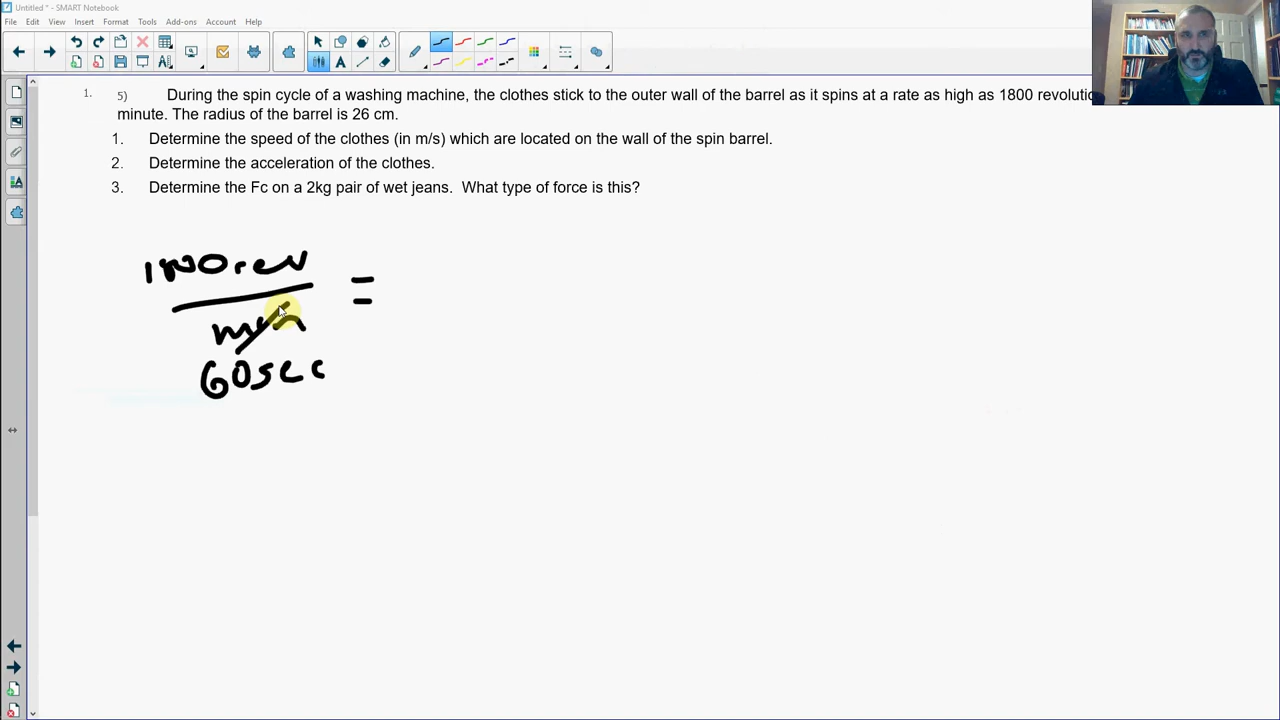 Untitled * - SMART Notebook
File Edit View Insert Format Tools Add-ons Account Help
1. 5) During the spin cycle of a washing machine, the clothes stick to the outer wall of the barrel as it spins at a rate as high as 1800 revoluti
minute. The radius of the barrel is 26 cm.
1. Determine the speed of the clothes (in m/s) which are located on the wall of the spin barrel.
2. Determine the acceleration of the clothes.
3. Determine the Fc on a 2kg pair of wet jeans. What type of force is this?
1800rev
=
min
60sec